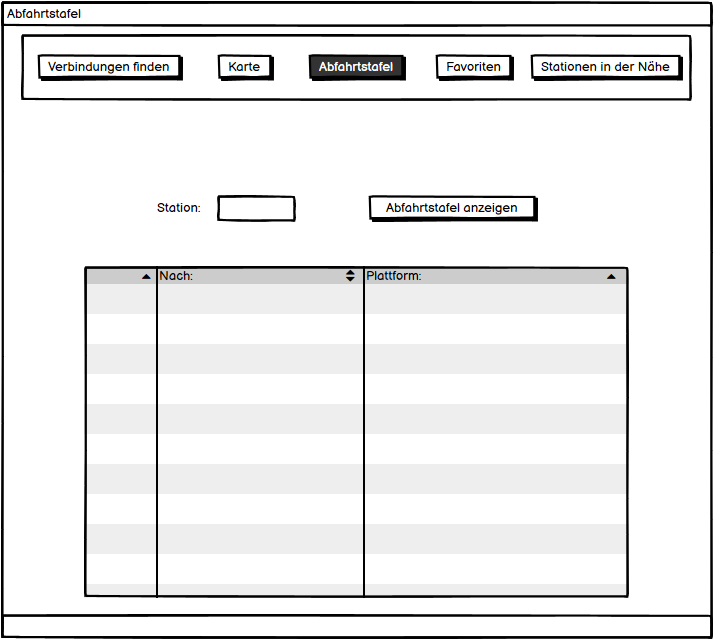 Abfahrtstafel
Verbindungen finden Karte Abfahrtstafel Favoriten Stationen in der Nähe
Station: Abfahrtstafel anzeigen
Nach: Plattform: